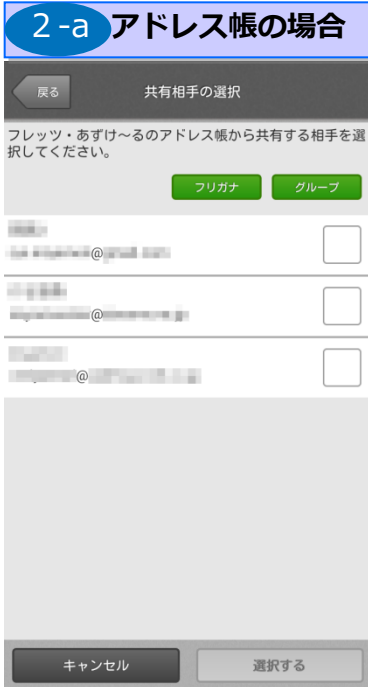 2-a アドレス帳の場合
戻る 共有相手の選択
フレッツ・あずけ～るのアドレス帳から共有する相手を選
択してください。
フリガナ グループ
@
@
@
キャンセル 選択する